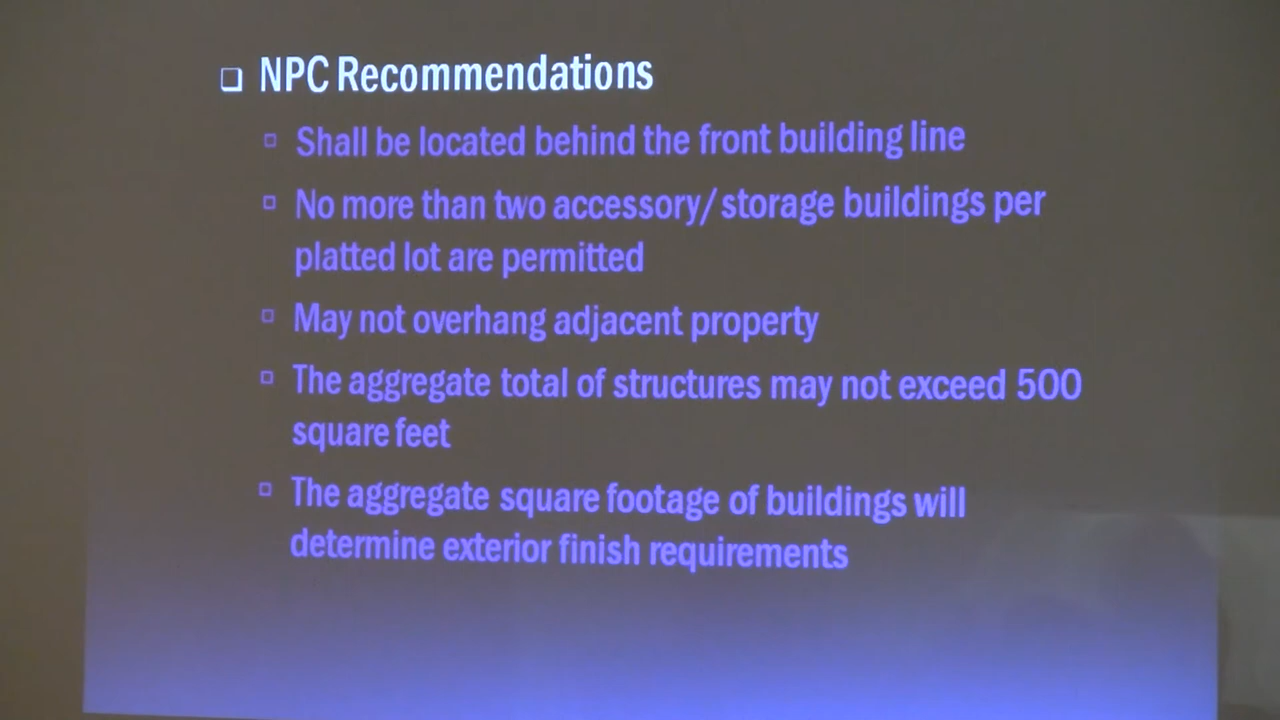 NPC Recommendations
Shall be located behind the front building line
No more than two accessory/storage buildings per
platted lot are permitted
May not overhang adjacent property
The aggregate total of structures may not exceed 500
square feet
The aggregate square footage of buildings will
determine exterior finish requirements